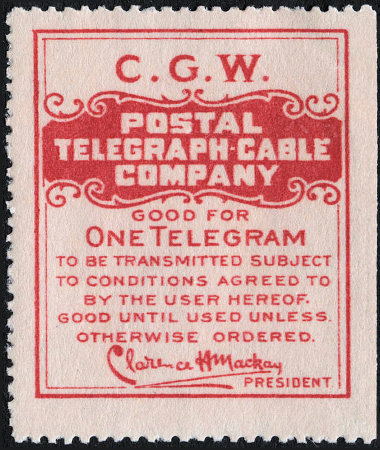 C. G. W.
POSTAL
TELEGRAPH-CABLE
COMPANY
GOOD FOR
ONE TELEGRAM
TO BE TRANSMITTED SUBJECT
TO CONDITIONS AGREED TO
BY THE USER HEREOF.
GOOD UNTIL USED UNLESS.
OTHERWISE ORDERED.
Clarence H Mackay
PRESIDENT.